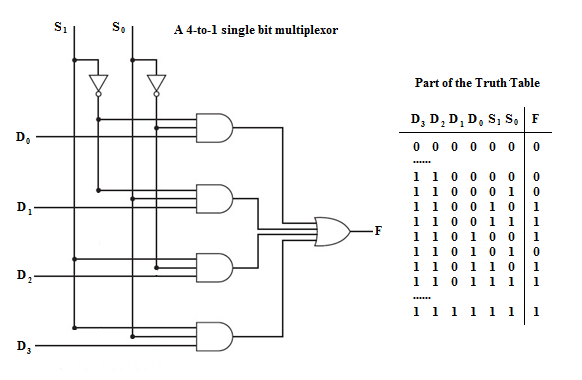 S₁ S₀ A 4-to-1 single bit multiplexor
Part of the Truth Table
D₃ D₂ D₁ D₀ S₁ S₀ F
0 0 0 0 0 0 0
......
1 1 0 0 0 0 0
1 1 0 0 0 1 0
1 1 0 0 1 0 1
1 1 0 0 1 1 1
1 1 0 1 0 0 1
1 1 0 1 0 1 0
1 1 0 1 1 0 1
1 1 0 1 1 1 1
......
1 1 1 1 1 1 1
D₀
D₁
F
D₂
D₃